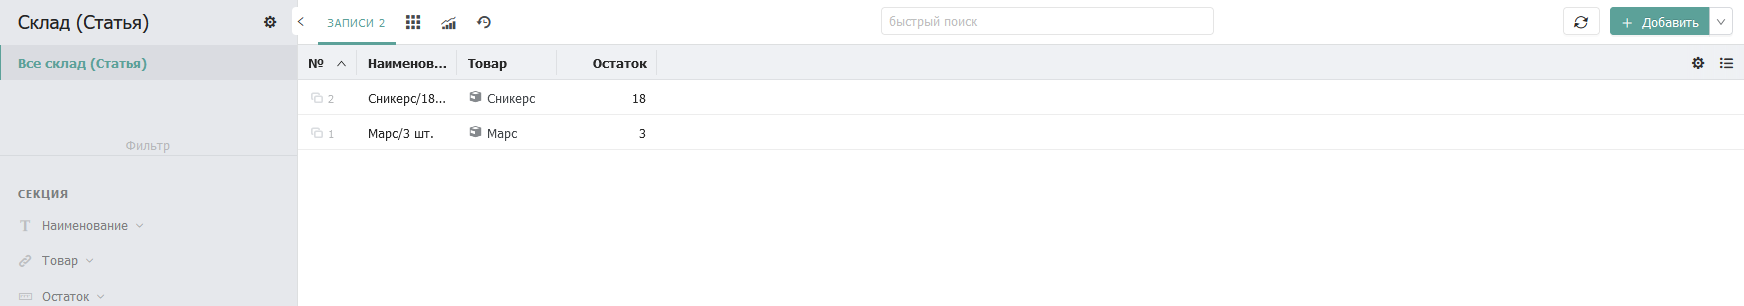 Склад (Статья)
ЗАПИСИ 2
быстрый поиск
Добавить
Все склад (Статья)
№ Наименов... Товар Остаток
2 Сникерс/18... Сникерс 18
1 Марс/3 шт. Марс 3
Фильтр
СЕКЦИЯ
Наименование
Товар
Остаток